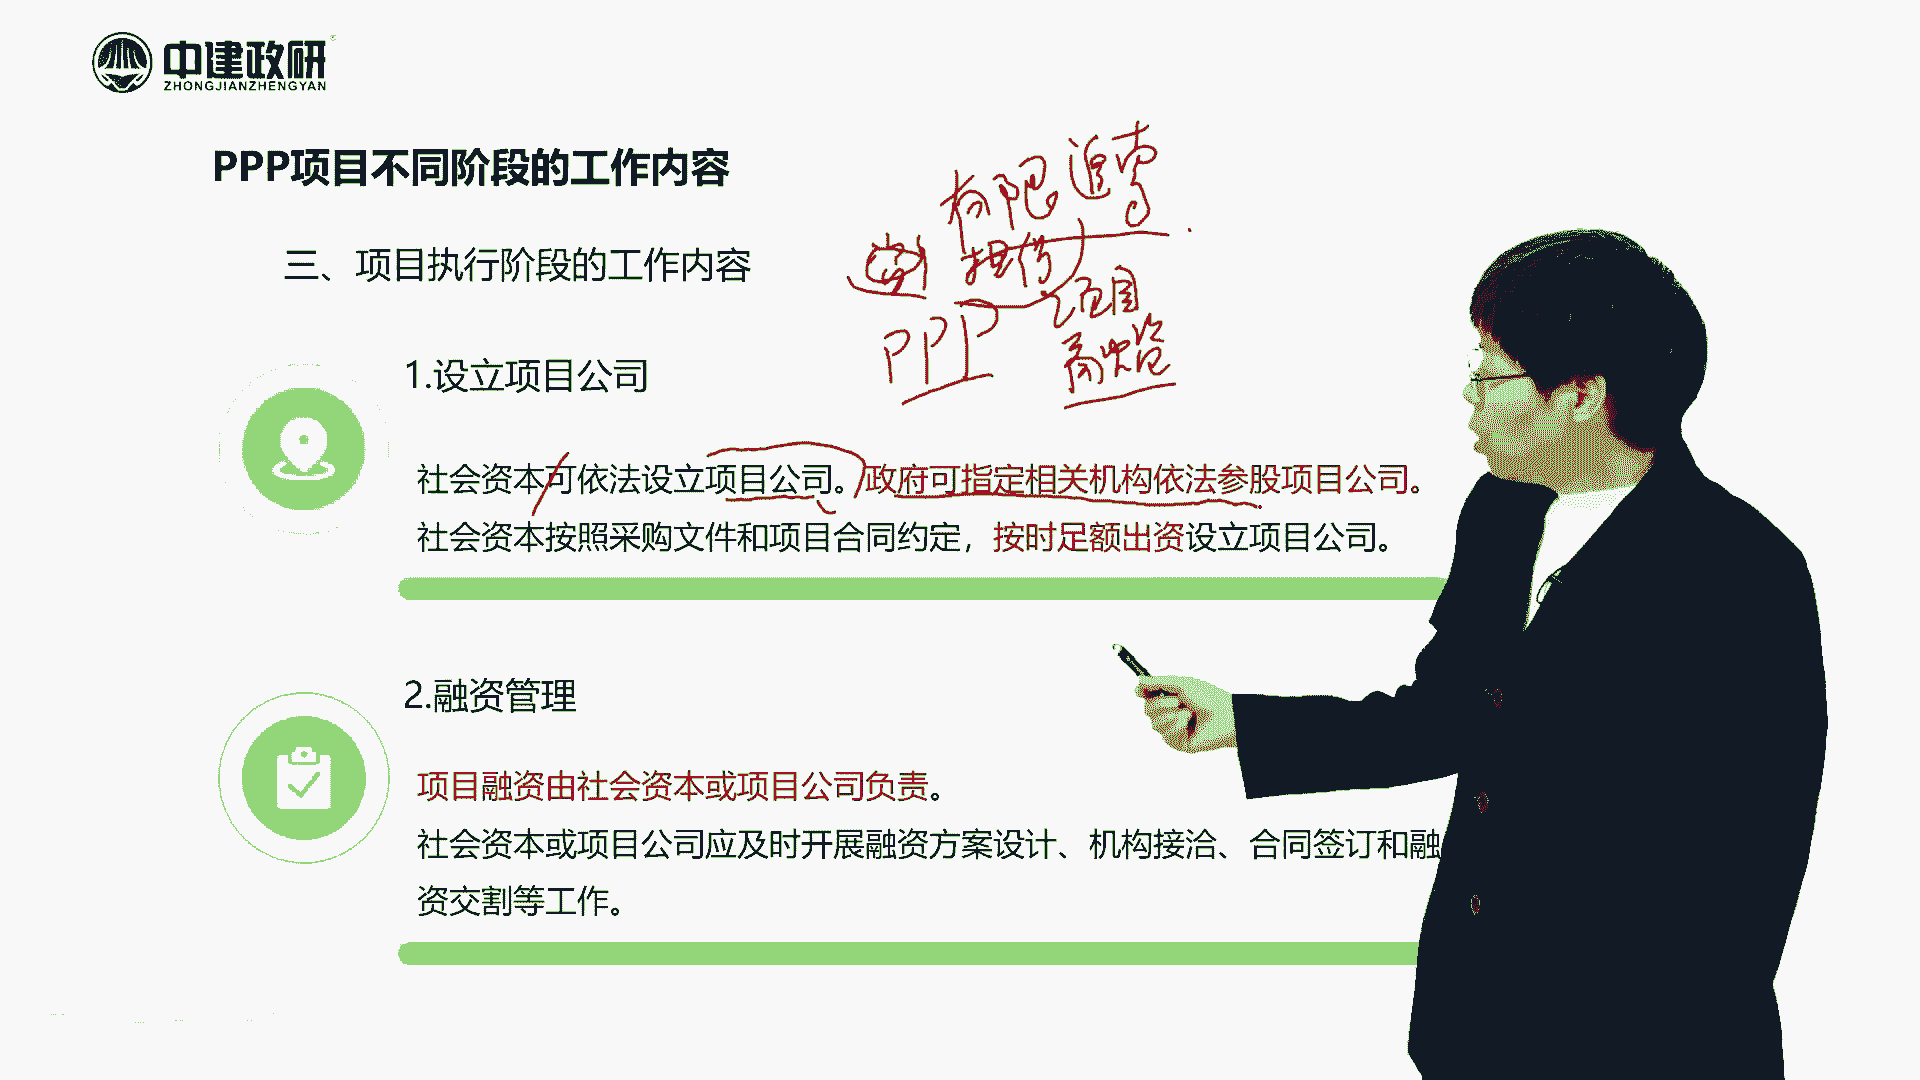 中建政研
ZHONGJIANZHENGYAN
PPP项目不同阶段的工作内容
有限追索
三、项目执行阶段的工作内容
担保
项目
PPP
融资
1.设立项目公司
社会资本可依法设立项目公司。政府可指定相关机构依法参股项目公司。
社会资本按照采购文件和项目合同约定，按时足额出资设立项目公司。
2.融资管理
项目融资由社会资本或项目公司负责。
社会资本或项目公司应及时开展融资方案设计、机构接洽、合同签订和融
资交割等工作。